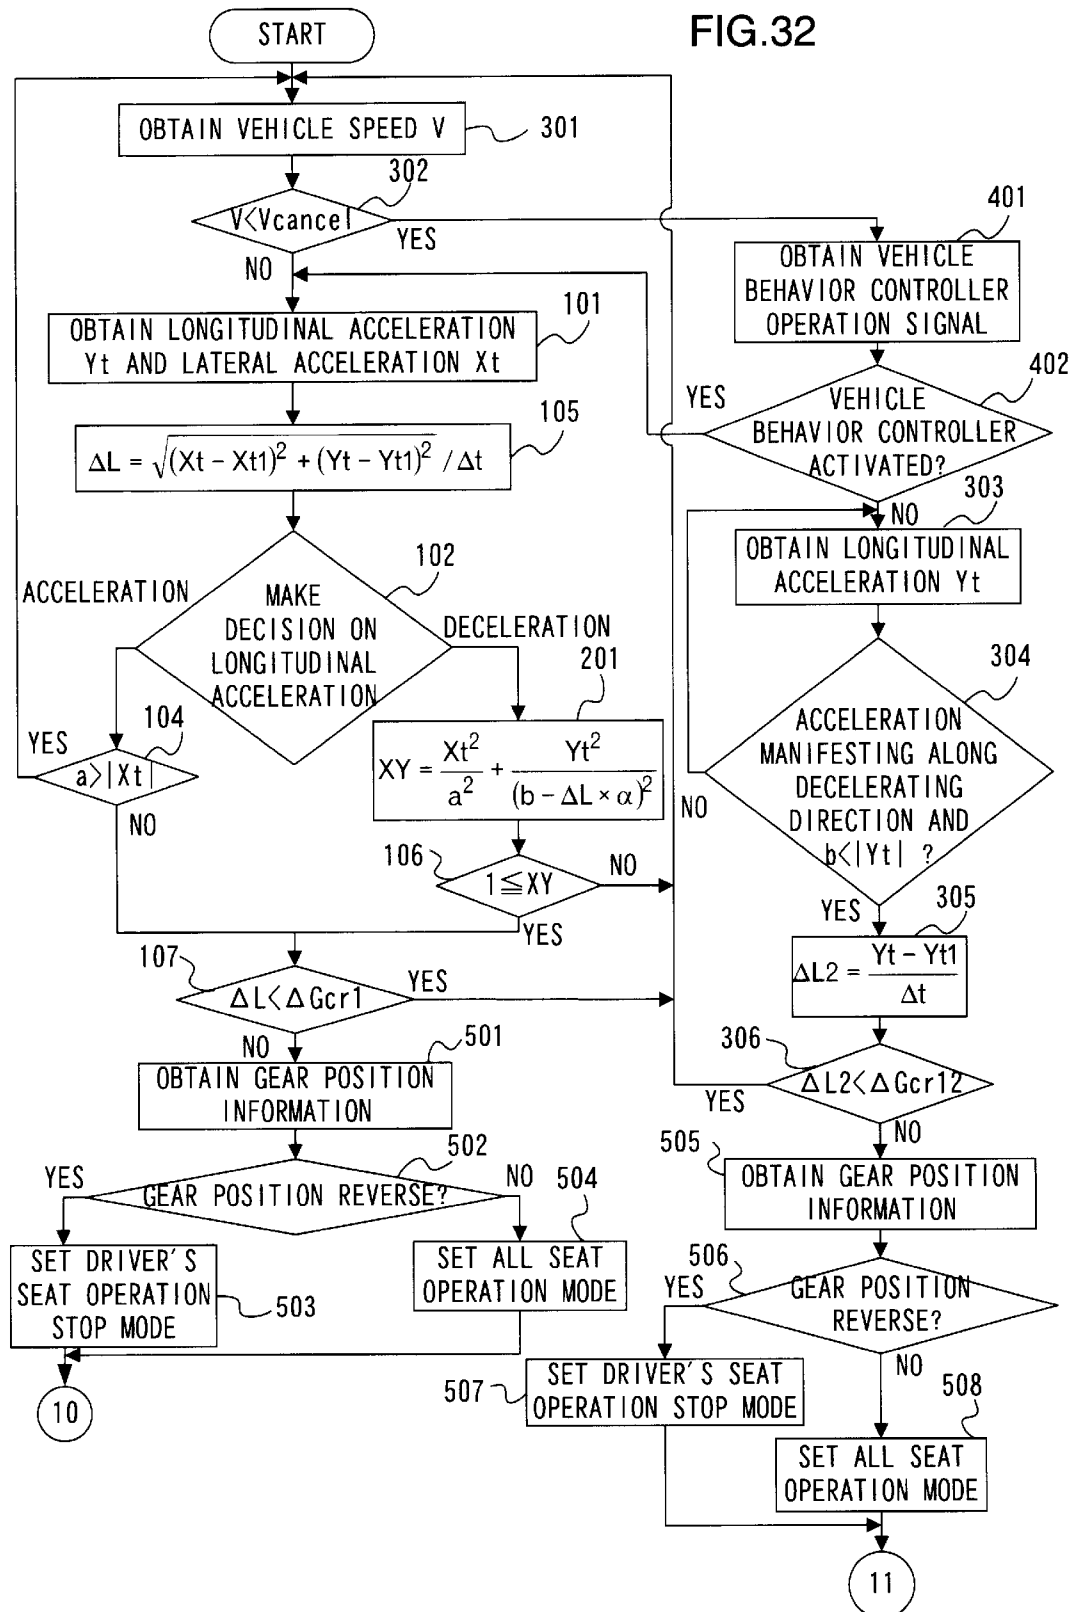 FIG.32
START
OBTAIN VEHICLE SPEED V
301
302
V<Vcancel
YES
NO
401
OBTAIN VEHICLE
BEHAVIOR CONTROLLER
OPERATION SIGNAL
101
OBTAIN LONGITUDINAL ACCELERATION
Yt AND LATERAL ACCELERATION Xt
402
YES
VEHICLE
BEHAVIOR CONTROLLER
ACTIVATED?
NO
105
ΔL = √(Xt – Xt1)² + (Yt – Yt1)² / Δt
303
OBTAIN LONGITUDINAL
ACCELERATION Yt
102
ACCELERATION
MAKE
DECISION ON
LONGITUDINAL
ACCELERATION
DECELERATION
201
XY = Xt²/a² + Yt²/(b – ΔL × α)²
304
ACCELERATION
MANIFESTING ALONG
DECELERATING
DIRECTION AND
b<|Yt| ?
NO
YES
104
YES
a>|Xt|
NO
106
1≦XY
NO
YES
305
ΔL2 = (Yt – Yt1)/Δt
107
ΔL<ΔGcr1
YES
NO
306
ΔL2<ΔGcr12
YES
NO
501
OBTAIN GEAR POSITION
INFORMATION
502
YES
GEAR POSITION REVERSE?
NO
505
OBTAIN GEAR POSITION
INFORMATION
504
SET ALL SEAT
OPERATION MODE
SET DRIVER'S
SEAT OPERATION
STOP MODE
503
506
YES
GEAR POSITION
REVERSE?
NO
10
507
SET DRIVER'S SEAT
OPERATION STOP MODE
508
SET ALL SEAT
OPERATION MODE
11